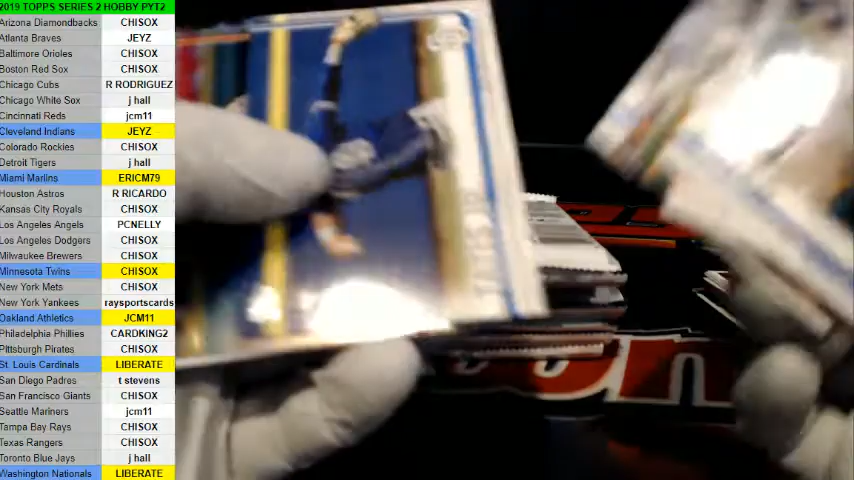 2019 TOPPS SERIES 2 HOBBY PYT2
Arizona Diamondbacks CHISOX
Atlanta Braves JEYZ
Baltimore Orioles CHISOX
Boston Red Sox CHISOX
Chicago Cubs R RODRIGUEZ
Chicago White Sox j hall
Cincinnati Reds jcm11
Cleveland Indians JEYZ
Colorado Rockies CHISOX
Detroit Tigers j hall
Miami Marlins ERICM79
Houston Astros R RICARDO
Kansas City Royals CHISOX
Los Angeles Angels PCNELLY
Los Angeles Dodgers CHISOX
Milwaukee Brewers CHISOX
Minnesota Twins CHISOX
New York Mets CHISOX
New York Yankees raysportscards
Oakland Athletics JCM11
Philadelphia Phillies CARDKING2
Pittsburgh Pirates CHISOX
St. Louis Cardinals LIBERATE
San Diego Padres t stevens
San Francisco Giants CHISOX
Seattle Mariners jcm11
Tampa Bay Rays CHISOX
Texas Rangers CHISOX
Toronto Blue Jays j hall
Washington Nationals LIBERATE